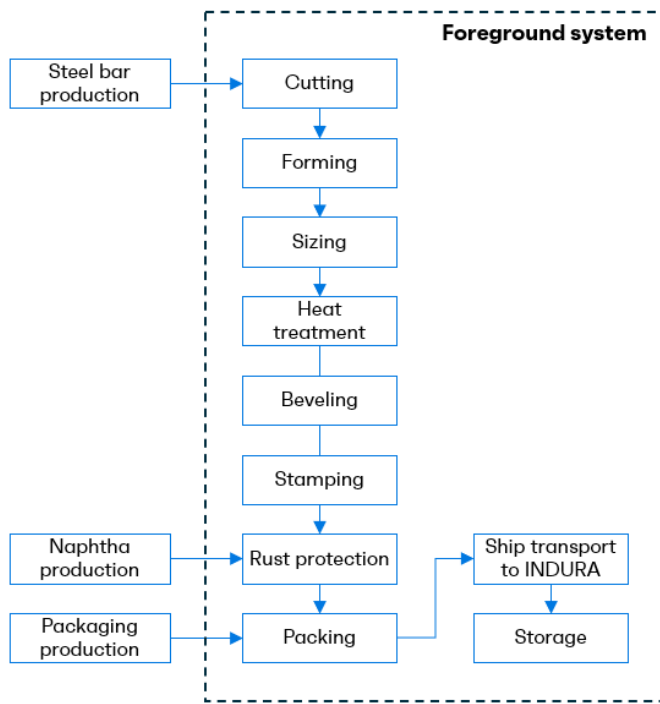 Foreground system
Steel bar
production
Cutting
Forming
Sizing
Heat
treatment
Beveling
Stamping
Naphtha
production
Rust protection
Ship transport
to INDURA
Packaging
production
Packing
Storage